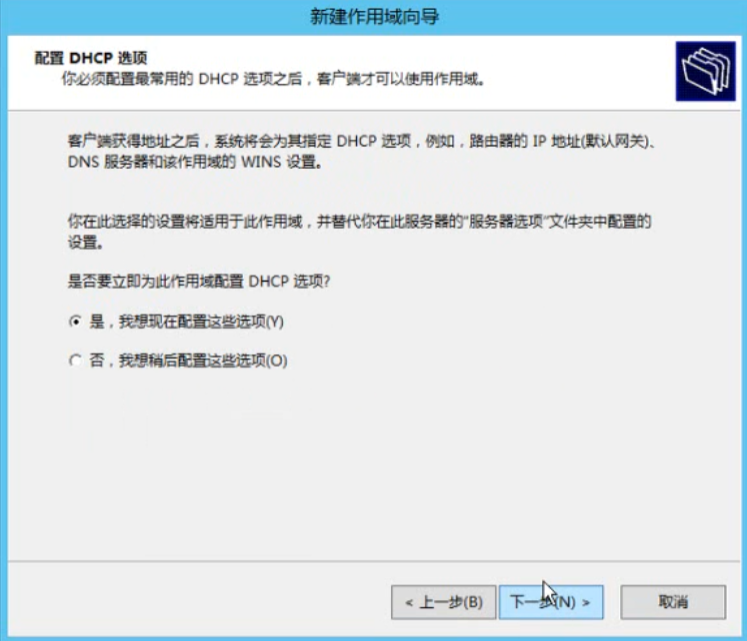 新建作用域向导
配置 DHCP 选项
你必须配置最常用的 DHCP 选项之后，客户端才可以使用作用域。
客户端获得地址之后，系统将会为其指定 DHCP 选项，例如，路由器的 IP 地址(默认网关)、
DNS 服务器和该作用域的 WINS 设置。
你在此选择的设置将适用于此作用域，并替代你在此服务器的"服务器选项"文件夹中配置的
设置。
是否要立即为此作用域配置 DHCP 选项?
是，我想现在配置这些选项(Y)
否，我想稍后配置这些选项(O)
< 上一步(B) 下一步(N) > 取消